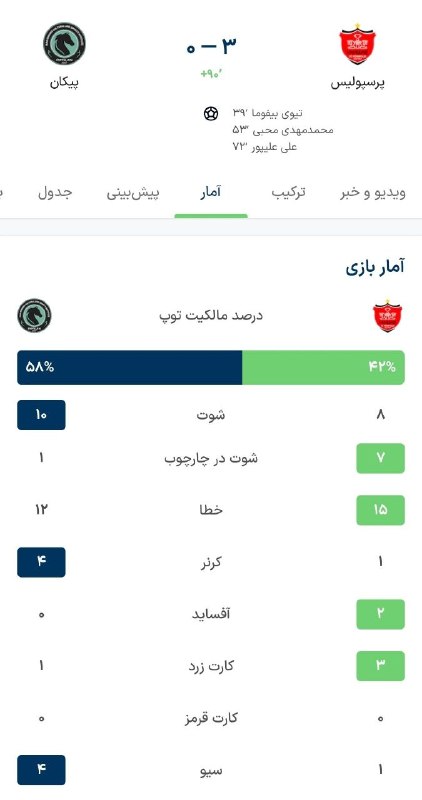 ۳ – ۰
+۹۰'
پرسپولیس
پیکان
تیوی بیفوما '۳۹
محمدمهدی محبی '۵۳
علی علیپور '۷۲
ویدیو و خبر
ترکیب
آمار
پیش‌بینی
جدول
آمار بازی
درصد مالکیت توپ
۴۲% ۵۸%
۸ شوت ۱۰
۷ شوت در چارچوب ۱
۱۵ خطا ۱۲
۱ کرنر ۴
۲ آفساید ۰
۳ کارت زرد ۱
۰ کارت قرمز ۰
۱ سیو ۴